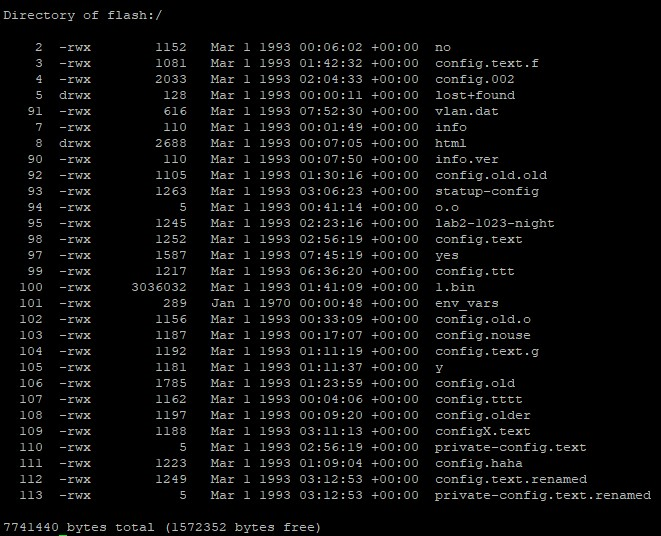 Directory of flash:/
2 -rwx 1152 Mar 1 1993 00:06:02 +00:00 no
3 -rwx 1081 Mar 1 1993 01:42:32 +00:00 config.text.f
4 -rwx 2033 Mar 1 1993 02:04:33 +00:00 config.002
5 drwx 128 Mar 1 1993 00:00:11 +00:00 lost+found
91 -rwx 616 Mar 1 1993 07:52:30 +00:00 vlan.dat
7 -rwx 110 Mar 1 1993 00:01:49 +00:00 info
8 drwx 2688 Mar 1 1993 00:07:05 +00:00 html
90 -rwx 110 Mar 1 1993 00:07:50 +00:00 info.ver
92 -rwx 1105 Mar 1 1993 01:30:16 +00:00 config.old.old
93 -rwx 1263 Mar 1 1993 03:06:23 +00:00 statup-config
94 -rwx 5 Mar 1 1993 00:41:14 +00:00 o.o
95 -rwx 1245 Mar 1 1993 02:23:16 +00:00 lab2-1023-night
98 -rwx 1252 Mar 1 1993 02:56:19 +00:00 config.text
97 -rwx 1587 Mar 1 1993 07:45:19 +00:00 yes
99 -rwx 1217 Mar 1 1993 06:36:20 +00:00 config.ttt
100 -rwx 3036032 Mar 1 1993 01:41:09 +00:00 1.bin
101 -rwx 289 Jan 1 1970 00:00:48 +00:00 env_vars
102 -rwx 1156 Mar 1 1993 00:33:09 +00:00 config.old.o
103 -rwx 1187 Mar 1 1993 00:17:07 +00:00 config.nouse
104 -rwx 1192 Mar 1 1993 01:11:19 +00:00 config.text.g
105 -rwx 1181 Mar 1 1993 01:11:37 +00:00 y
106 -rwx 1785 Mar 1 1993 01:23:59 +00:00 config.old
107 -rwx 1162 Mar 1 1993 00:04:06 +00:00 config.tttt
108 -rwx 1197 Mar 1 1993 00:09:20 +00:00 config.older
109 -rwx 1188 Mar 1 1993 03:11:13 +00:00 configX.text
110 -rwx 5 Mar 1 1993 02:56:19 +00:00 private-config.text
111 -rwx 1223 Mar 1 1993 01:09:04 +00:00 config.haha
112 -rwx 1249 Mar 1 1993 03:12:53 +00:00 config.text.renamed
113 -rwx 5 Mar 1 1993 03:12:53 +00:00 private-config.text.renamed
7741440 bytes total (1572352 bytes free)